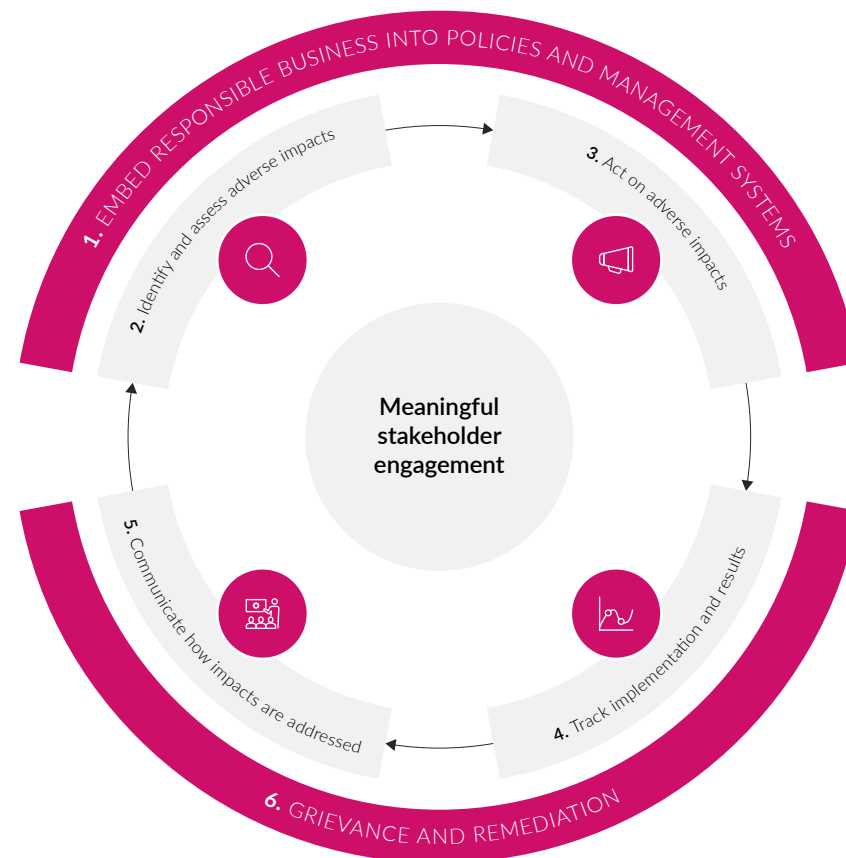 1. EMBED RESPONSIBLE BUSINESS INTO POLICIES AND MANAGEMENT SYSTEMS
2. Identify and assess adverse impacts
3. Act on adverse impacts
Meaningful
stakeholder
engagement
4. Track implementation and results
5. Communicate how impacts are addressed
6. GRIEVANCE AND REMEDIATION